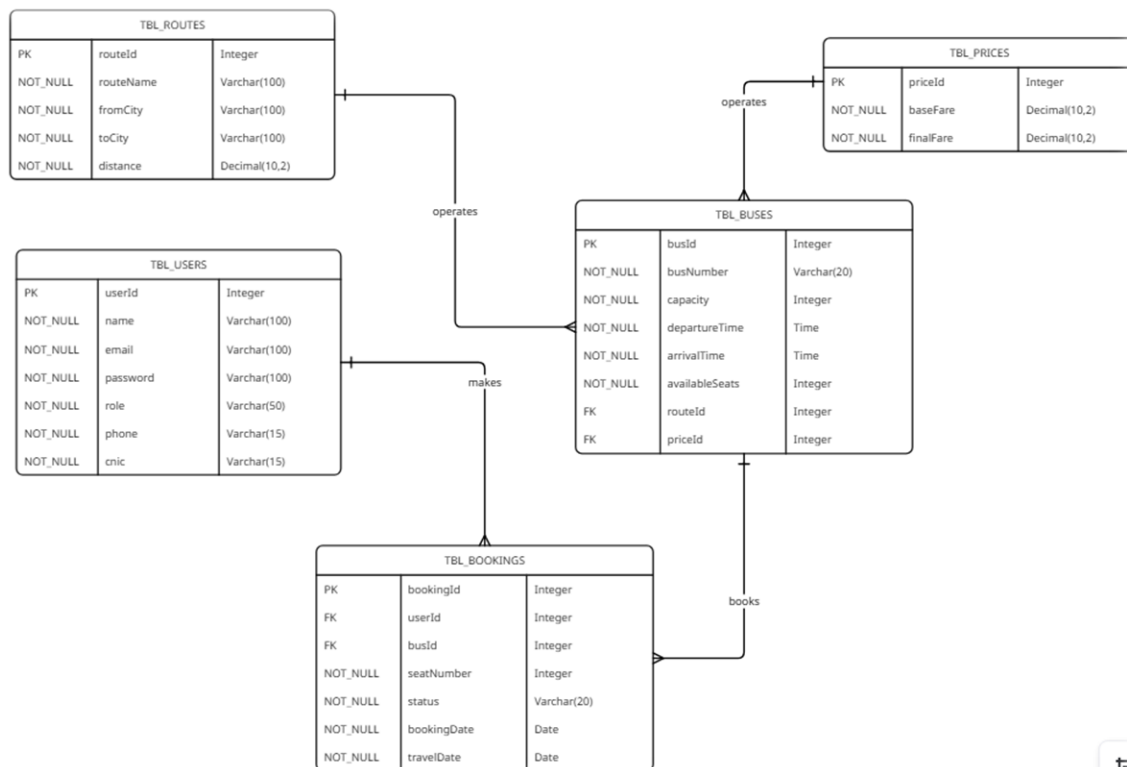 TBL_ROUTES
PK routeId Integer
NOT_NULL routeName Varchar(100)
NOT_NULL fromCity Varchar(100)
NOT_NULL toCity Varchar(100)
NOT_NULL distance Decimal(10,2)
TBL_PRICES
PK priceId Integer
NOT_NULL baseFare Decimal(10,2)
NOT_NULL finalFare Decimal(10,2)
operates
operates
TBL_BUSES
PK busId Integer
NOT_NULL busNumber Varchar(20)
NOT_NULL capacity Integer
NOT_NULL departureTime Time
NOT_NULL arrivalTime Time
NOT_NULL availableSeats Integer
FK routeId Integer
FK priceId Integer
TBL_USERS
PK userId Integer
NOT_NULL name Varchar(100)
NOT_NULL email Varchar(100)
NOT_NULL password Varchar(100)
NOT_NULL role Varchar(50)
NOT_NULL phone Varchar(15)
NOT_NULL cnic Varchar(15)
makes
books
TBL_BOOKINGS
PK bookingId Integer
FK userId Integer
FK busId Integer
NOT_NULL seatNumber Integer
NOT_NULL status Varchar(20)
NOT_NULL bookingDate Date
NOT_NULL travelDate Date